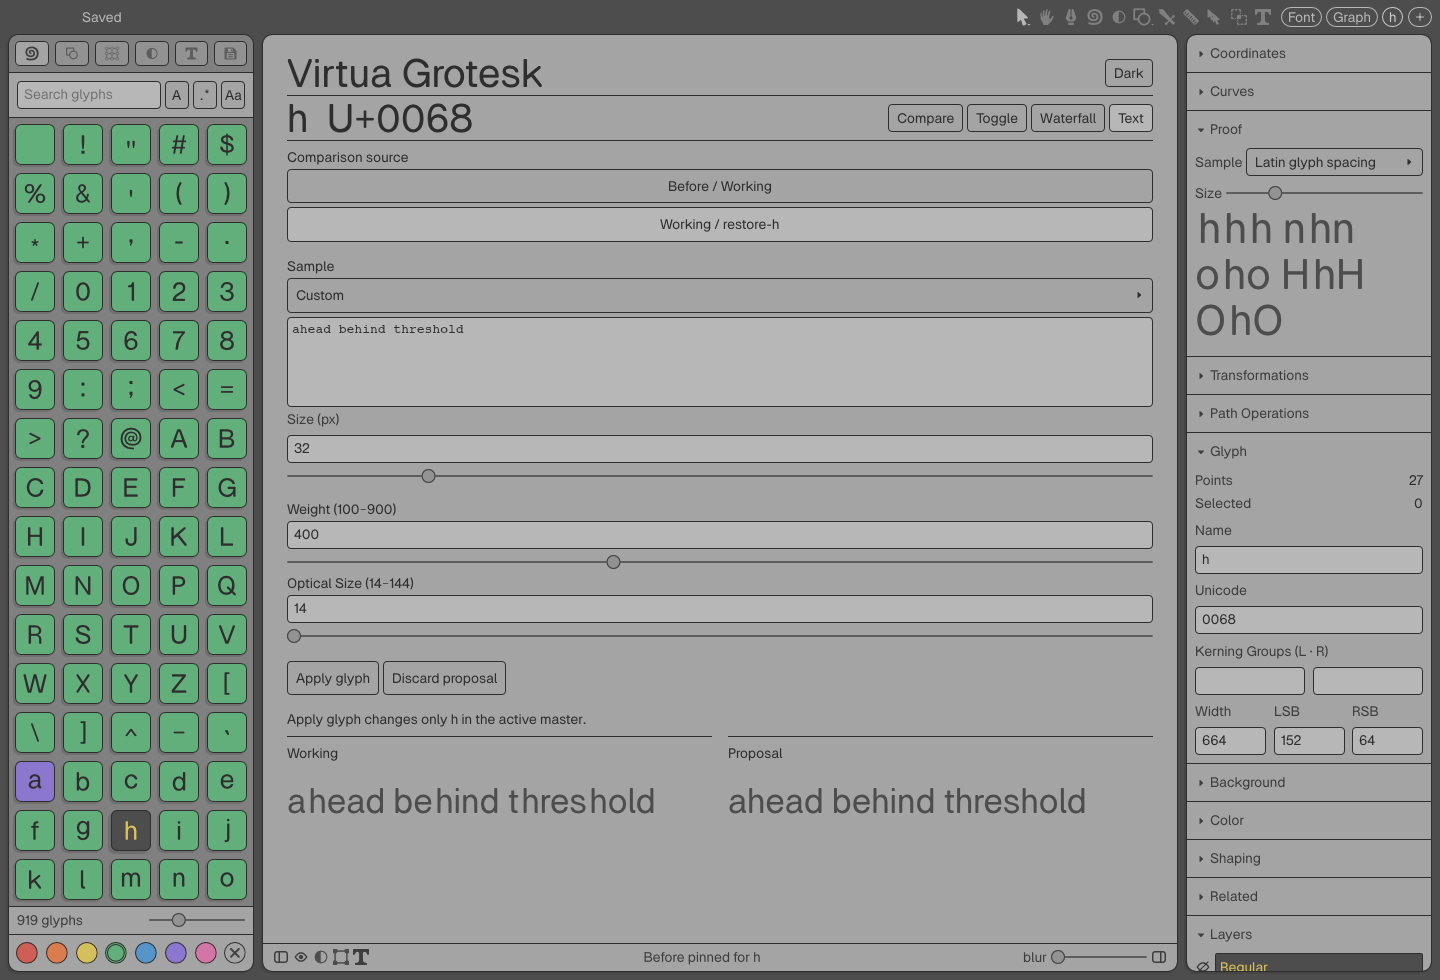 Saved
Font Graph h +
Search glyphs A .* Aa
! " # $
% & ' ( )
* + , - .
/ 0 1 2 3
4 5 6 7 8
9 : ; < =
> ? @ A B
C D E F G
H I J K L
M N O P Q
R S T U V
W X Y Z [
\ ] ^ _ `
a b c d e
f g h i j
k l m n o
919 glyphs
Virtua Grotesk
Dark
h U+0068
Compare Toggle Waterfall Text
Comparison source
Before / Working
Working / restore-h
Sample
Custom
ahead behind threshold
Size (px)
32
Weight (100–900)
400
Optical Size (14–144)
14
Apply glyph Discard proposal
Apply glyph changes only h in the active master.
Working Proposal
ahead behind threshold ahead behind threshold
Before pinned for h
blur
Coordinates
Curves
Proof
Sample Latin glyph spacing
Size
hhh nhn
oho HhH
OhO
Transformations
Path Operations
Glyph
Points 27
Selected 0
Name
h
Unicode
0068
Kerning Groups (L · R)
Width LSB RSB
664 152 64
Background
Color
Shaping
Related
Layers
Regular